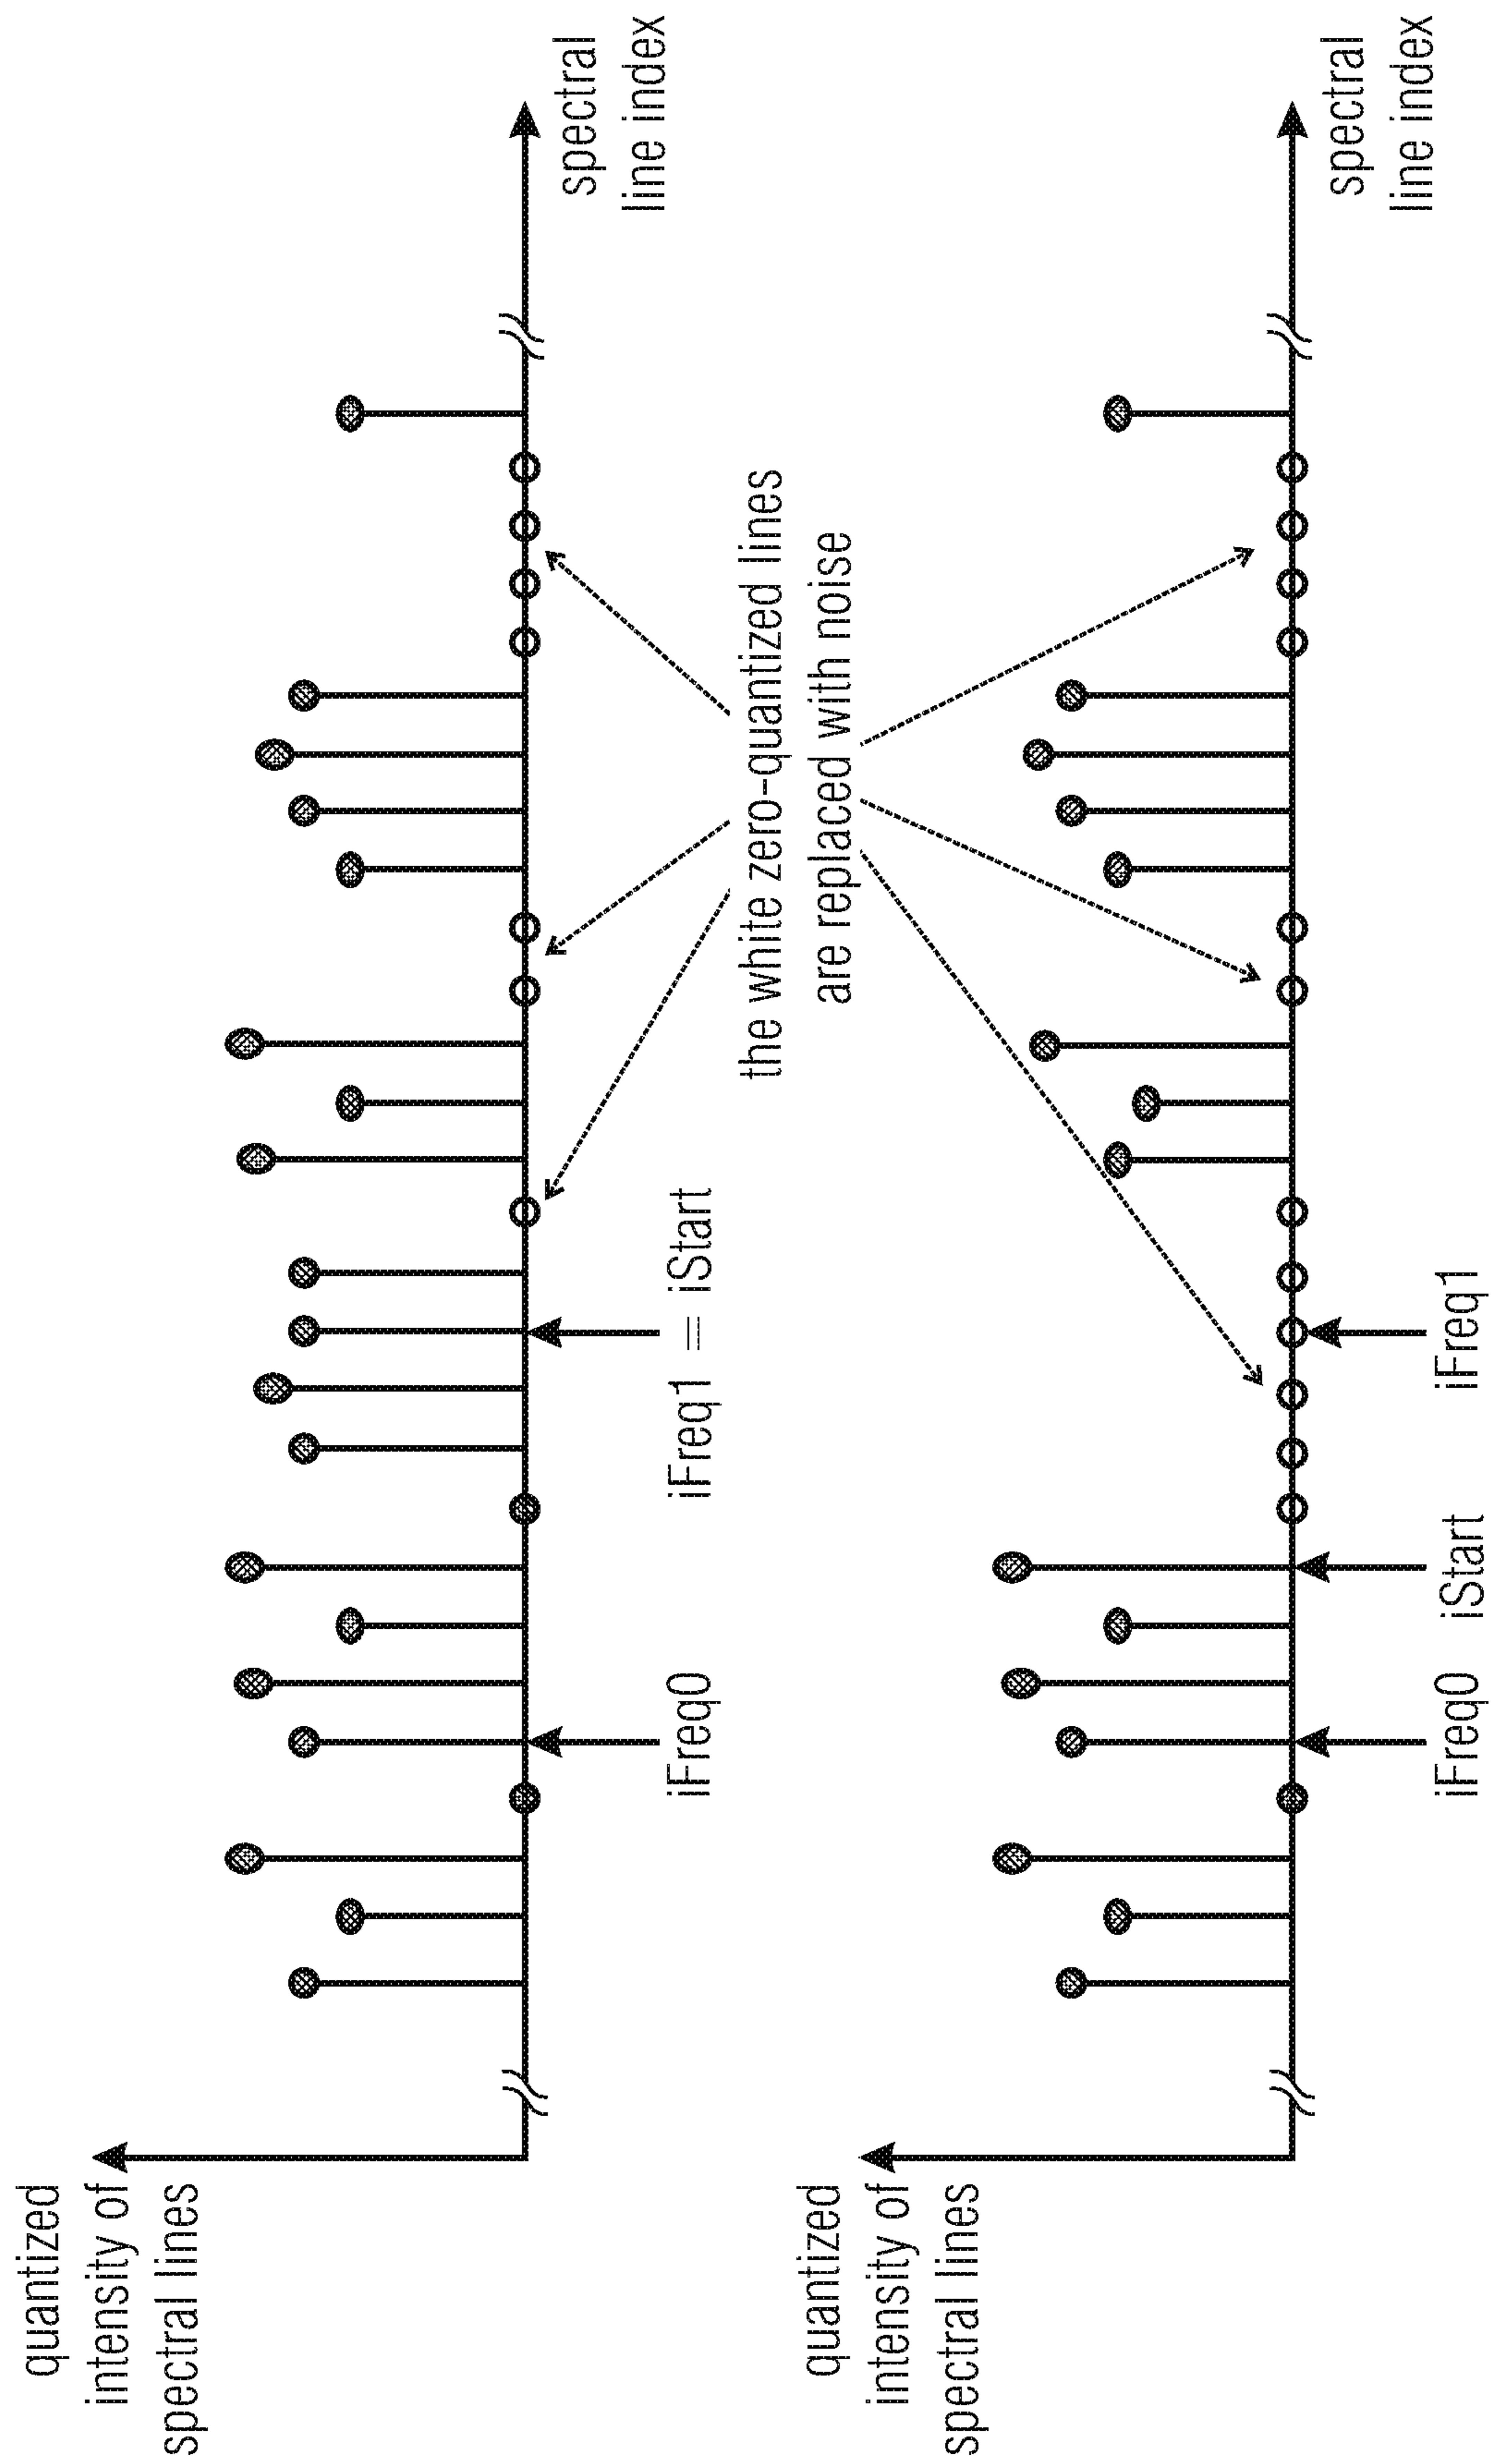 quantized
intensity of
spectral lines
iFreq0
iFreq1 = iStart
spectral
line index
the white zero-quantized lines
are replaced with noise
quantized
intensity of
spectral lines
iFreq0
iStart
iFreq1
spectral
line index